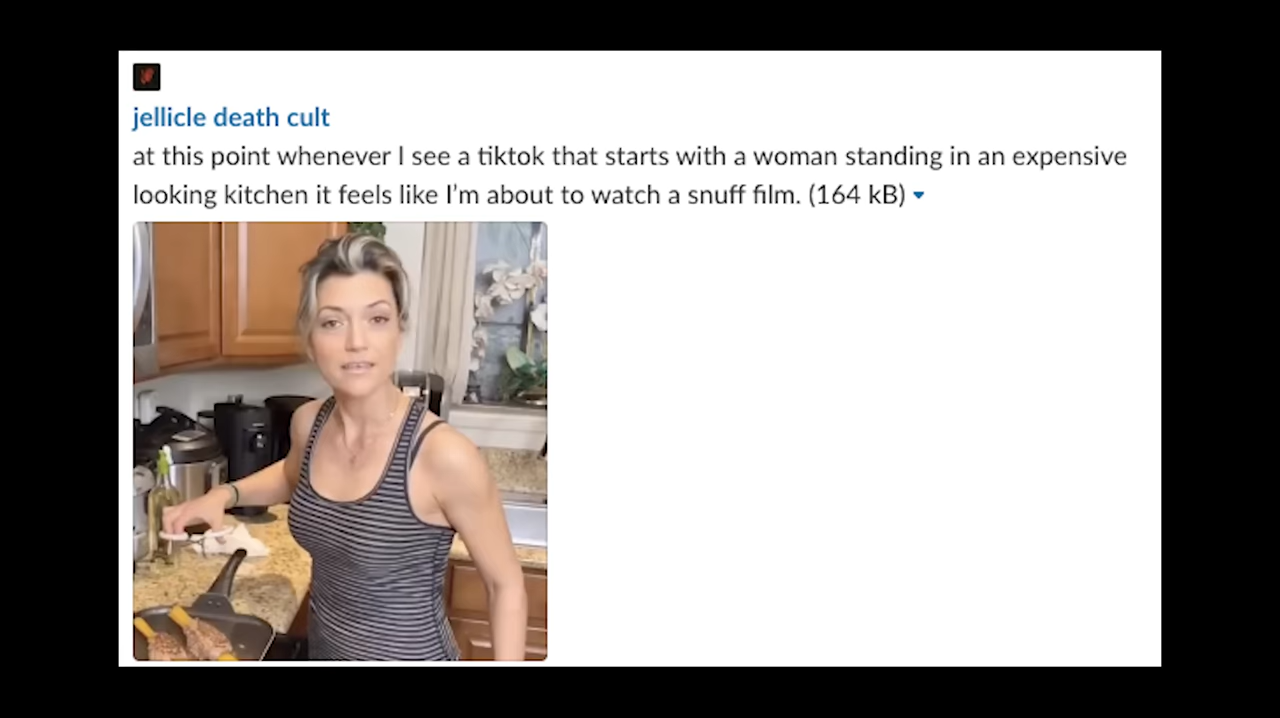 jellicle death cult
at this point whenever I see a tiktok that starts with a woman standing in an expensive
looking kitchen it feels like I’m about to watch a snuff film. (164 kB)